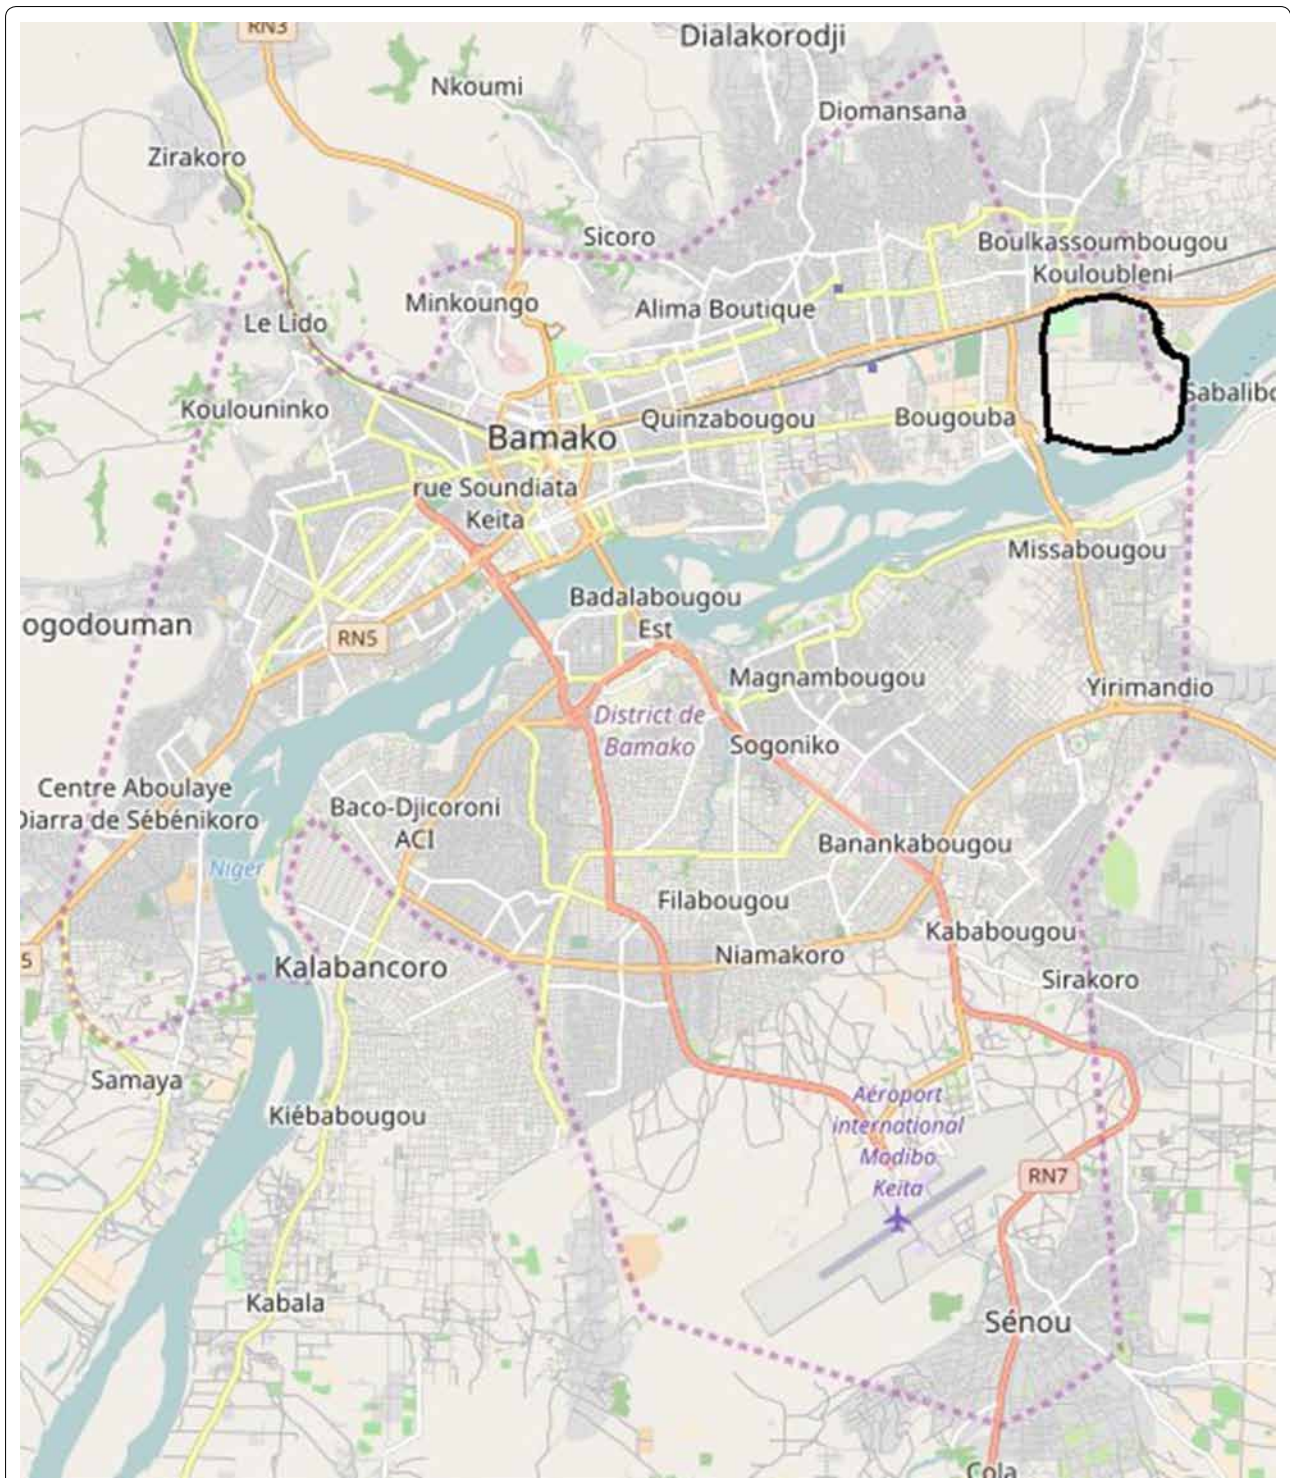 RN3
Dialakorodji
Nkoumi
Diomansana
Zirakoro
Sicoro
Boulkassoumbougou
Kouloubleni
Minkoungo
Alima Boutique
Le Lido
Koulouninko
Quinzabougou
Bougouba
Sabalibo
Bamako
rue Soundiata
Keita
Missabougou
Badalabougou
Est
ogodouman
RN5
Magnambougou
Yirimandio
District de
Bamako
Sogoniko
Centre Aboulaye
Diarra de Sébénikoro
Baco-Djicoroni
ACI
Banankabougou
Niger
Filabougou
Kababougou
Niamakoro
5
Kalabancoro
Sirakoro
Samaya
Aéroport
international
Modibo
Keita
Kiébabougou
RN7
Kabala
Sénou
Cola